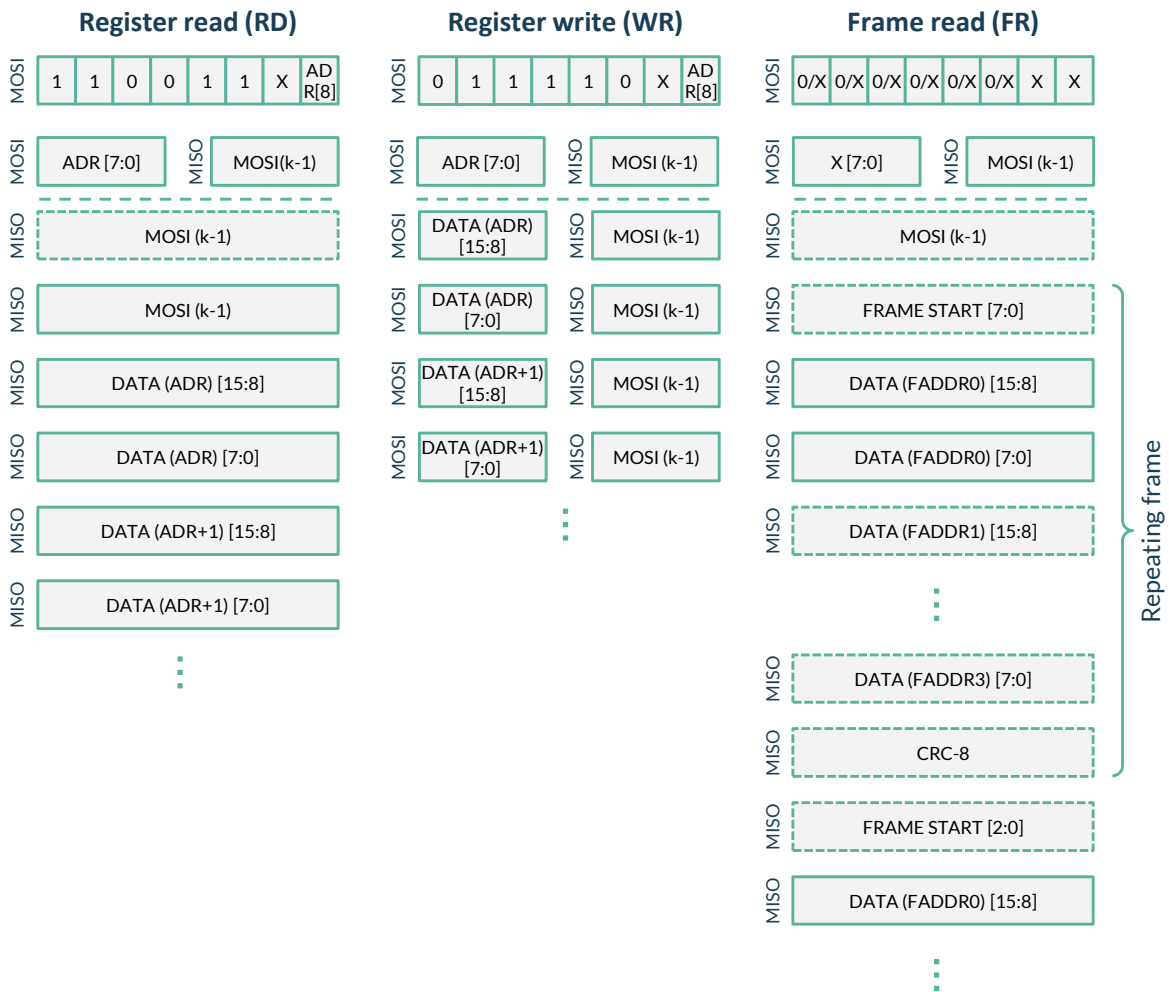 Register read (RD)
MOSI
1 1 0 0 1 1 X AD
R[8]
MOSI
ADR [7:0]
MISO
MOSI(k-1)
MISO
MOSI (k-1)
MISO
MOSI (k-1)
MISO
DATA (ADR) [15:8]
MISO
DATA (ADR) [7:0]
MISO
DATA (ADR+1) [15:8]
MISO
DATA (ADR+1) [7:0]
Register write (WR)
MOSI
0 1 1 1 1 0 X AD
R[8]
MOSI
ADR [7:0]
MISO
MOSI (k-1)
MOSI
DATA (ADR)
[15:8]
MISO
MOSI (k-1)
MOSI
DATA (ADR)
[7:0]
MISO
MOSI (k-1)
MOSI
DATA (ADR+1)
[15:8]
MISO
MOSI (k-1)
MOSI
DATA (ADR+1)
[7:0]
MISO
MOSI (k-1)
Frame read (FR)
MOSI
0/X 0/X 0/X 0/X 0/X 0/X X X
MOSI
X [7:0]
MISO
MOSI (k-1)
MISO
MOSI (k-1)
MISO
FRAME START [7:0]
MISO
DATA (FADDR0) [15:8]
MISO
DATA (FADDR0) [7:0]
MISO
DATA (FADDR1) [15:8]
MISO
DATA (FADDR3) [7:0]
MISO
CRC-8
Repeating frame
MISO
FRAME START [2:0]
MISO
DATA (FADDR0) [15:8]